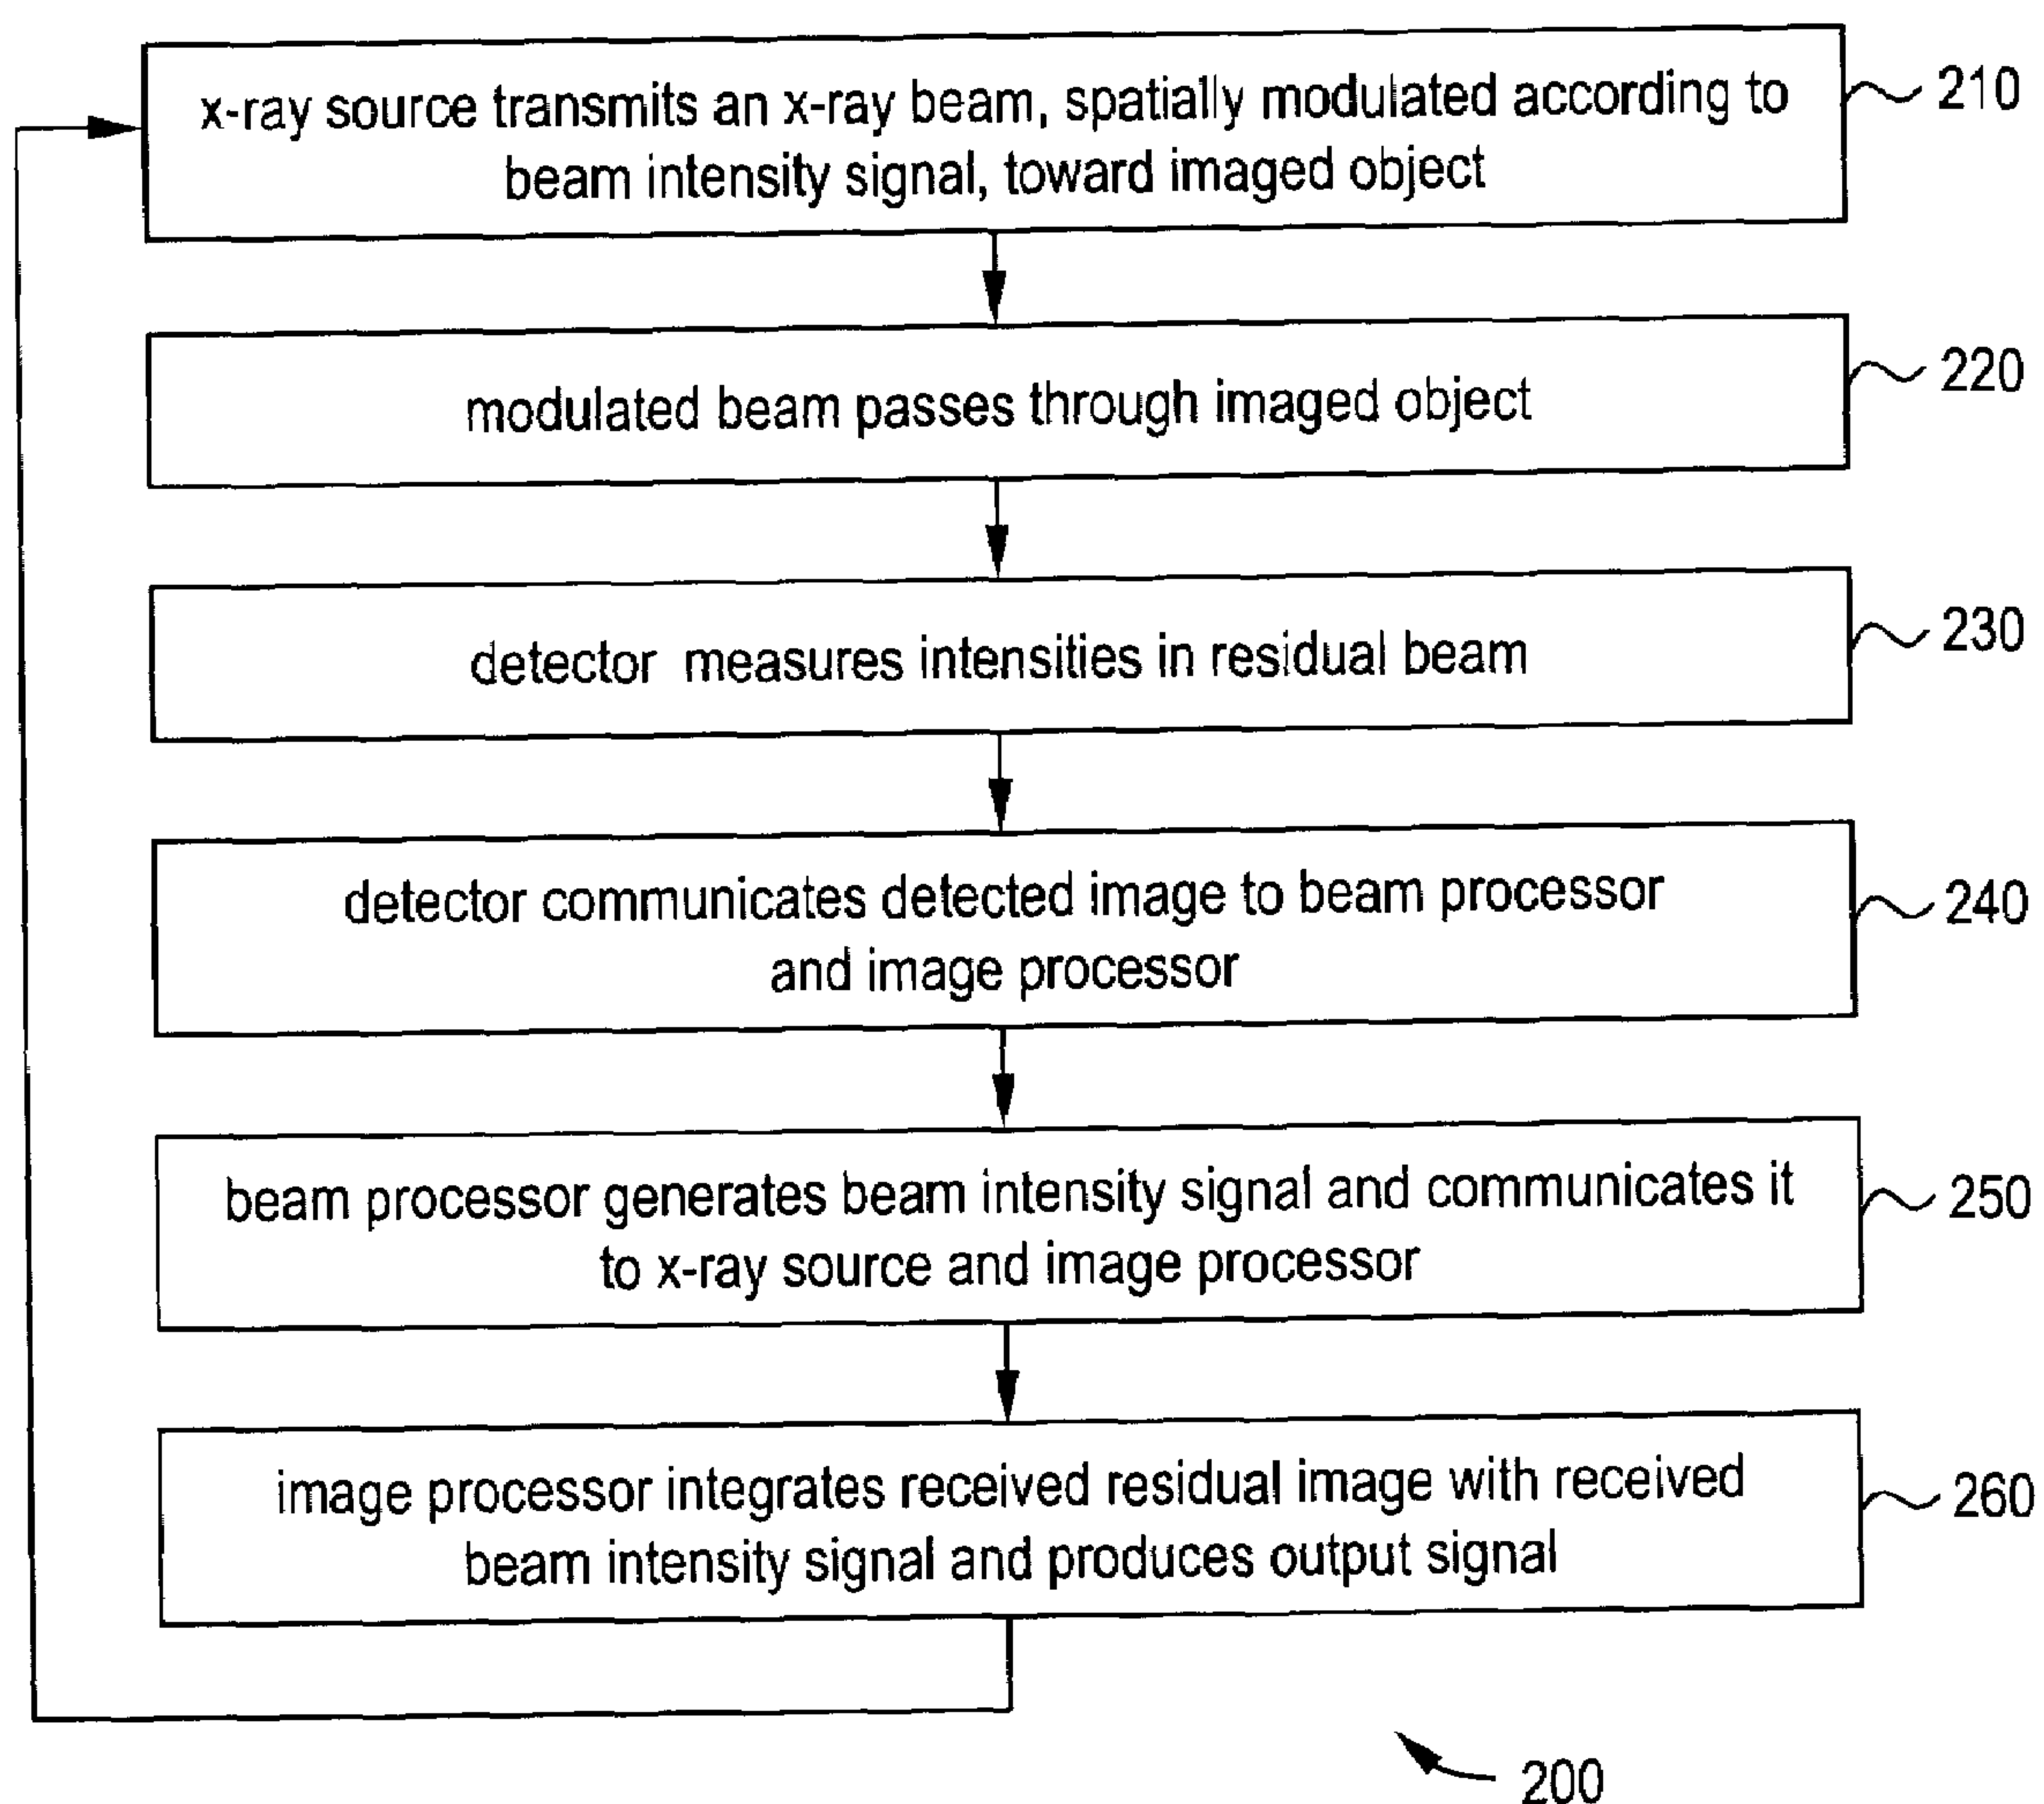 x-ray source transmits an x-ray beam, spatially modulated according to
beam intensity signal, toward imaged object
210
modulated beam passes through imaged object
220
detector measures intensities in residual beam
230
detector communicates detected image to beam processor
and image processor
240
beam processor generates beam intensity signal and communicates it
to x-ray source and image processor
250
image processor integrates received residual image with received
beam intensity signal and produces output signal
260
200